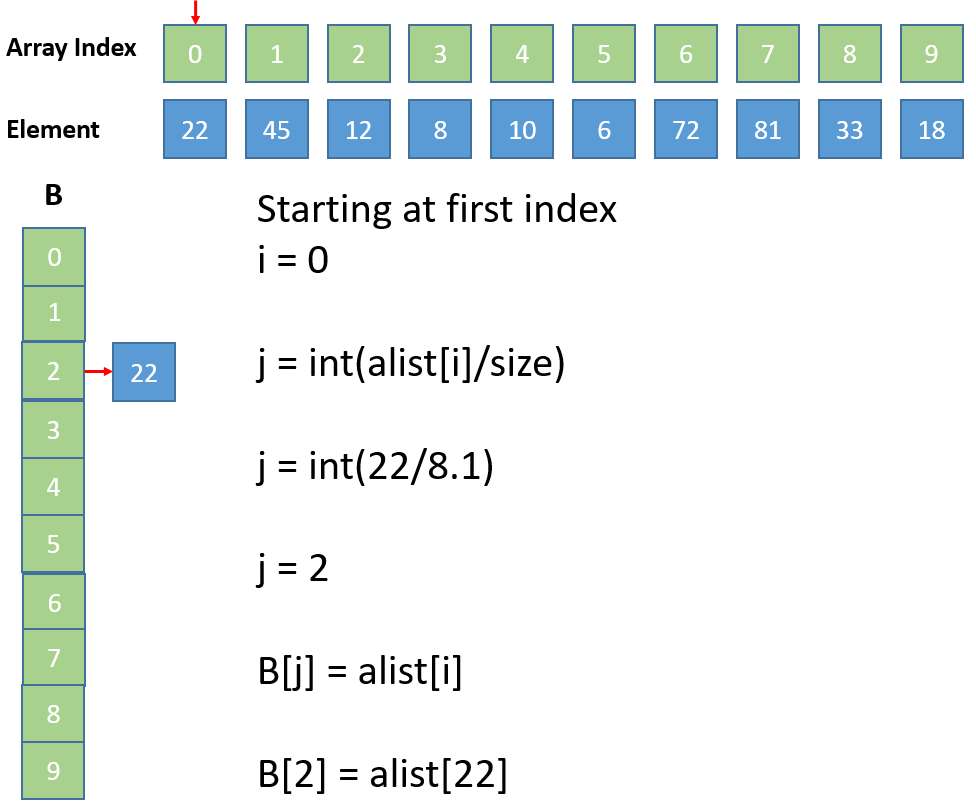 Array Index 0 1 2 3 4 5 6 7 8 9
Element 22 45 12 8 10 6 72 81 33 18
B
0
1
2 22
3
4
5
6
7
8
9
Starting at first index
i = 0
j = int(alist[i]/size)
j = int(22/8.1)
j = 2
B[j] = alist[i]
B[2] = alist[22]